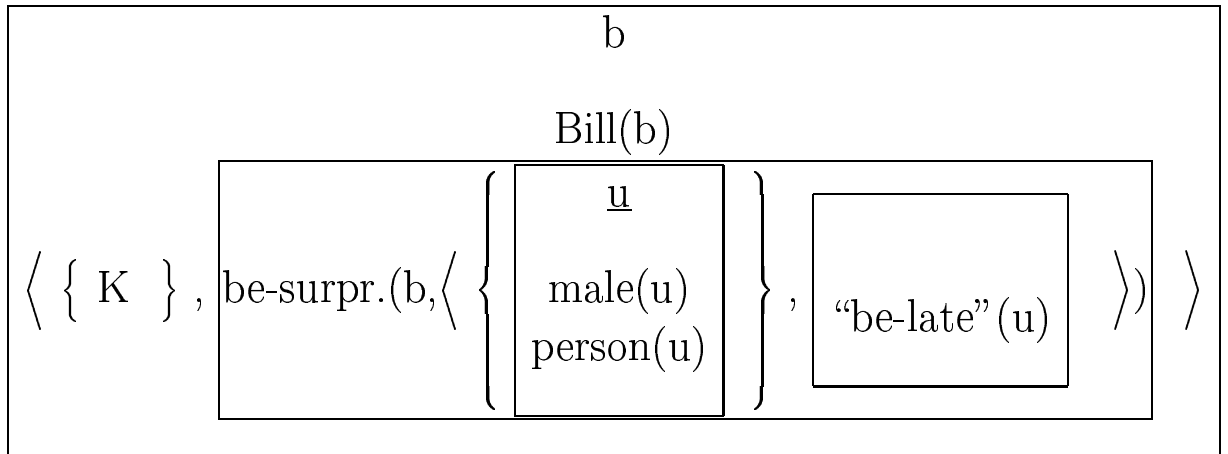 b
Bill(b)
u
⟨ { K } , be-surpr.(b,⟨ { male(u) } , “be-late”(u) ⟩) ⟩
person(u)